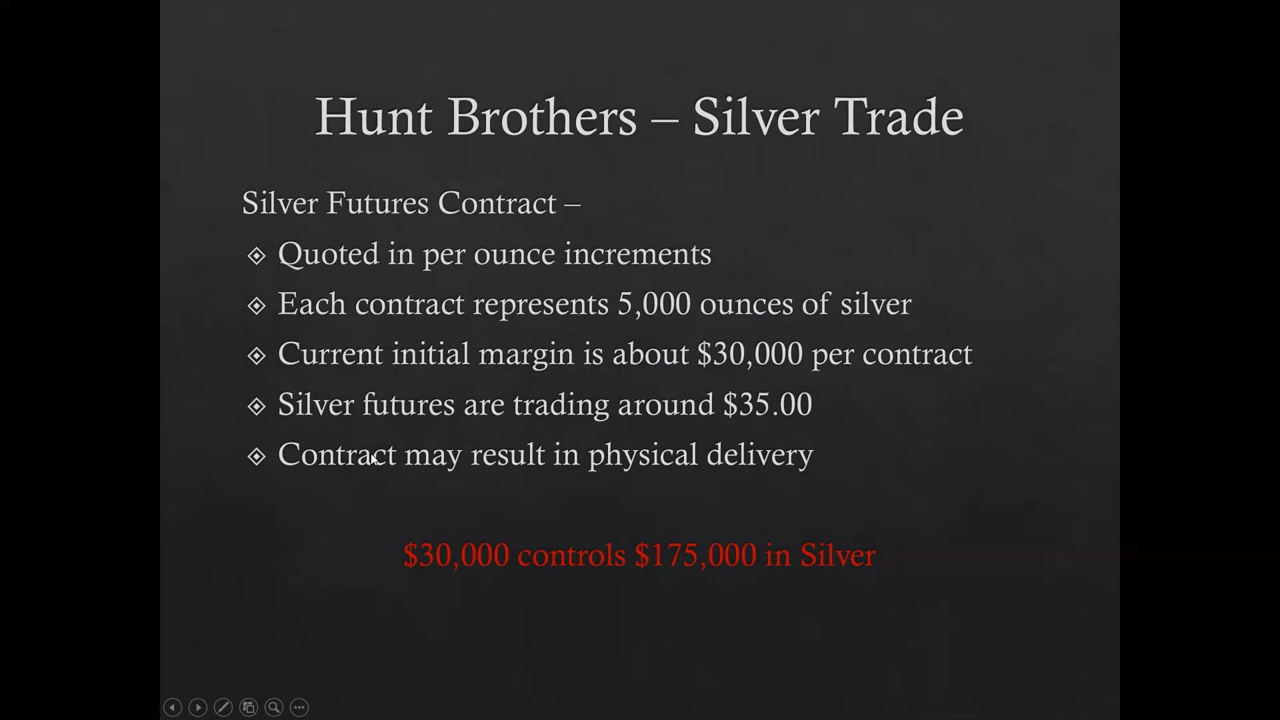 Hunt Brothers – Silver Trade
Silver Futures Contract –
Quoted in per ounce increments
Each contract represents 5,000 ounces of silver
Current initial margin is about $30,000 per contract
Silver futures are trading around $35.00
Contract may result in physical delivery
$30,000 controls $175,000 in Silver